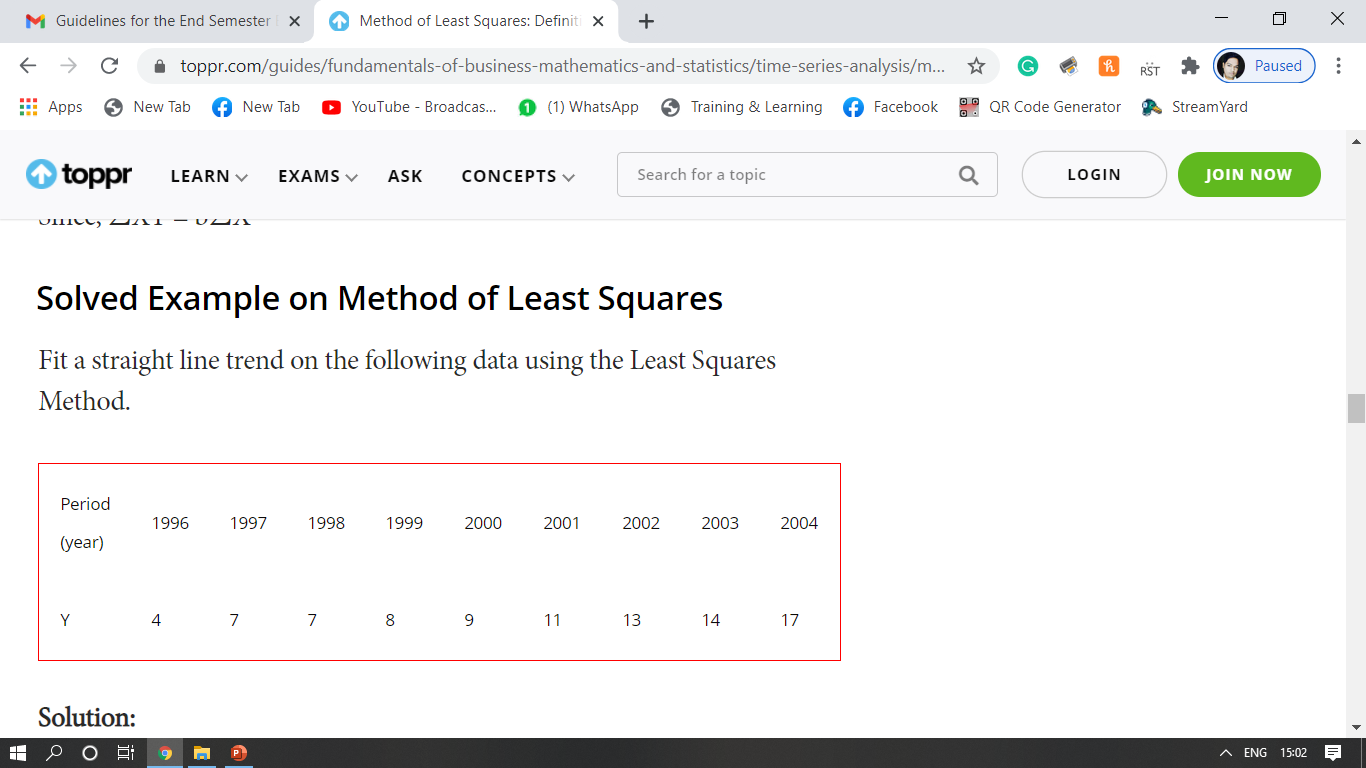 Guidelines for the End Semester
Method of Least Squares: Definiti
toppr.com/guides/fundamentals-of-business-mathematics-and-statistics/time-series-analysis/m...
RST
Paused
Apps
New Tab
New Tab
YouTube - Broadcas...
1
(1) WhatsApp
Training & Learning
Facebook
QR Code Generator
StreamYard
toppr
LEARN
EXAMS
ASK
CONCEPTS
Search for a topic
LOGIN
JOIN NOW
Solved Example on Method of Least Squares
Fit a straight line trend on the following data using the Least Squares
Method.
Period
(year)
1996 1997 1998 1999 2000 2001 2002 2003 2004
Y 4 7 7 8 9 11 13 14 17
Solution:
ENG 15:02